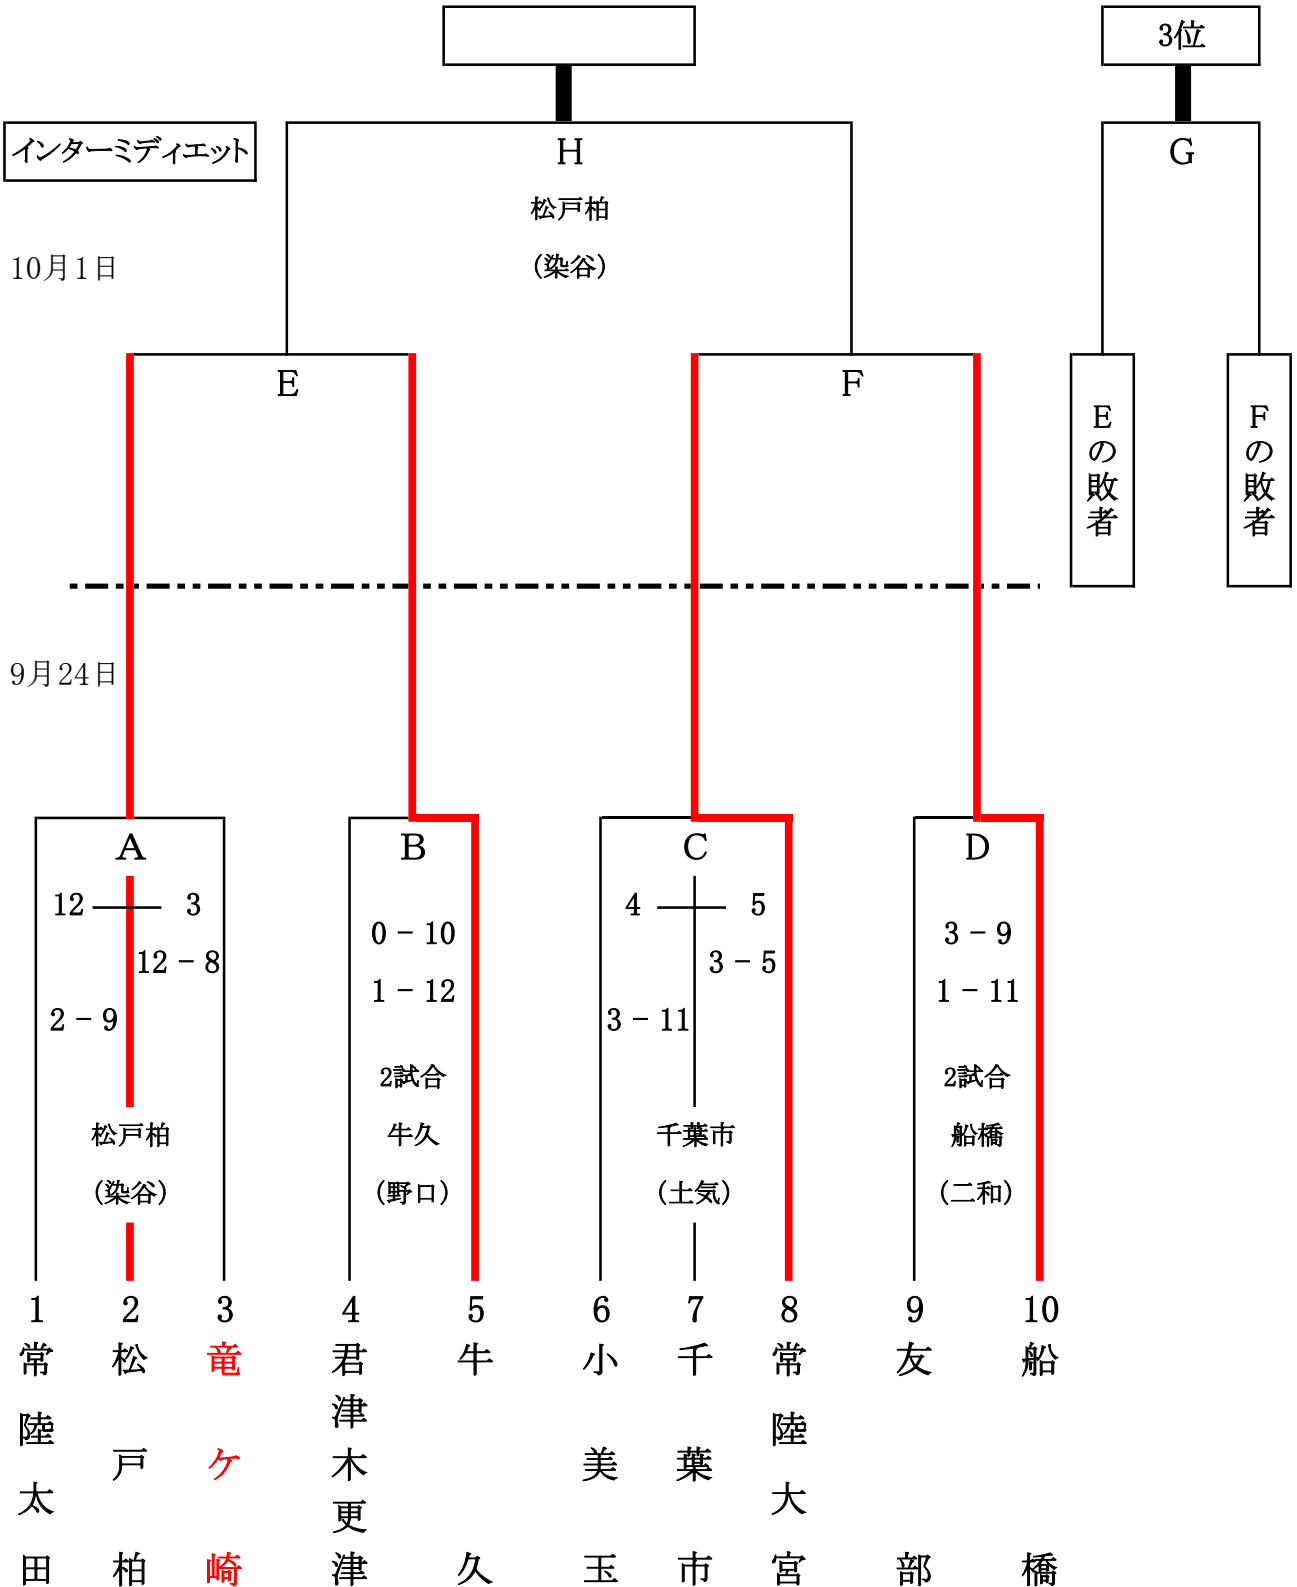 3位
インターミディエット
H
G
松戸柏
(染谷)
10月1日
E
F
Eの敗者
Fの敗者
9月24日
A
B
C
D
12 3
4 5
0 − 10
3 − 9
12 − 8
3 − 5
1 − 12
1 − 11
2 − 9
3 − 11
2試合
2試合
松戸柏
牛久
千葉市
船橋
(染谷)
(野口)
(土気)
(二和)
1 2 3 4 5 6 7 8 9 10
常陸太田
松戸柏
竜ケ崎
君津木更津
牛久
小美玉
千葉市
常陸大宮
友部
船橋